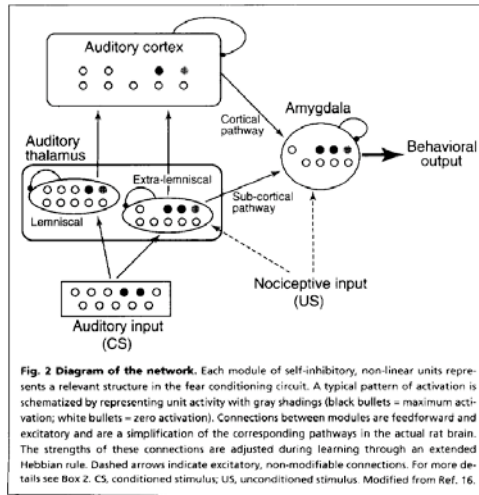 Auditory cortex
Cortical
pathway
Amygdala
Behavioral
output
Auditory
thalamus
Extra-lemniscal
Lemniscal
Sub-cortical
pathway
Nociceptive input
(US)
Auditory input
(CS)
Fig. 2 Diagram of the network. Each module of self-inhibitory, non-linear units repre-
sents a relevant structure in the fear conditioning circuit. A typical pattern of activation is
schematized by representing unit activity with gray shadings (black bullets = maximum acti-
vation; white bullets = zero activation). Connections between modules are feedforward and
excitatory and are a simplification of the corresponding pathways in the actual rat brain.
The strengths of these connections are adjusted during learning through an extended
Hebbian rule. Dashed arrows indicate excitatory, non-modifiable connections. For more de-
tails see Box 2. CS, conditioned stimulus; US, unconditioned stimulus. Modified from Ref. 16.